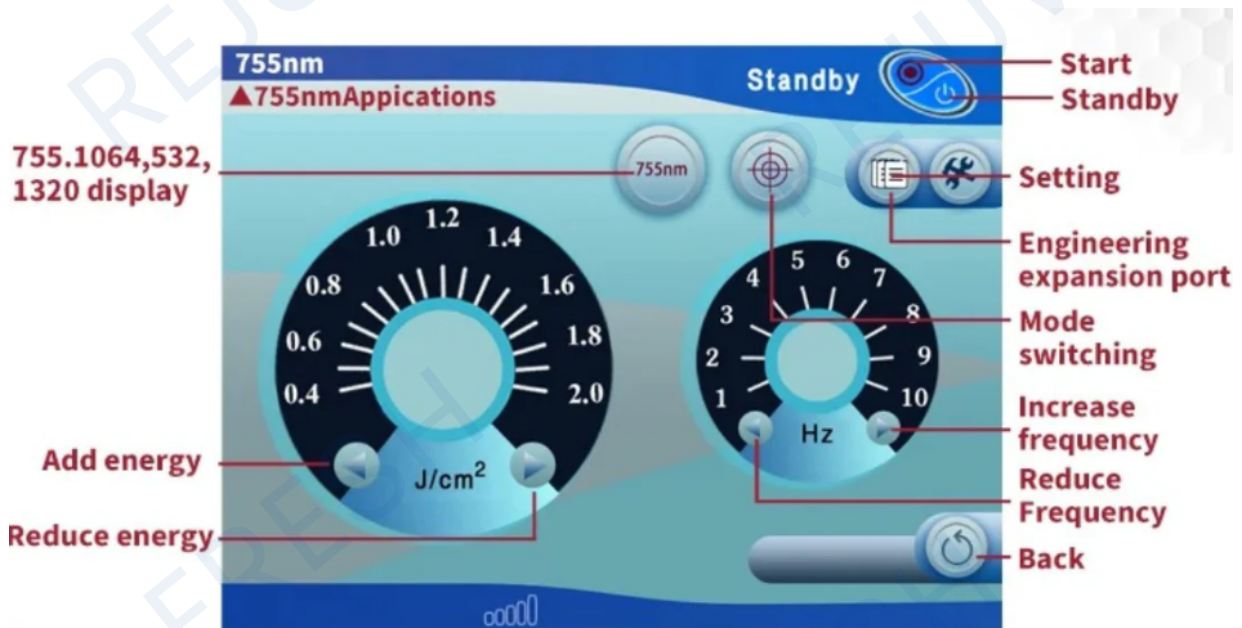 755nm
▲755nmAppications
Standby
Start
Standby
755.1064,532,
1320 display
755nm
Setting
Engineering
expansion port
Mode
switching
0.4
0.6
0.8
1.0
1.2
1.4
1.6
1.8
2.0
J/cm²
1
2
3
4
5
6
7
8
9
10
Hz
Add energy
Reduce energy
Increase
frequency
Reduce
Frequency
Back